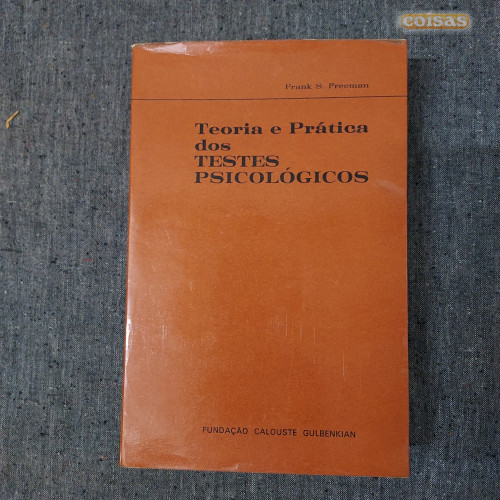 coisas
Frank S. Freeman
Teoria e Prática
dos
TESTES
PSICOLÓGICOS
FUNDAÇÃO CALOUSTE GULBENKIAN